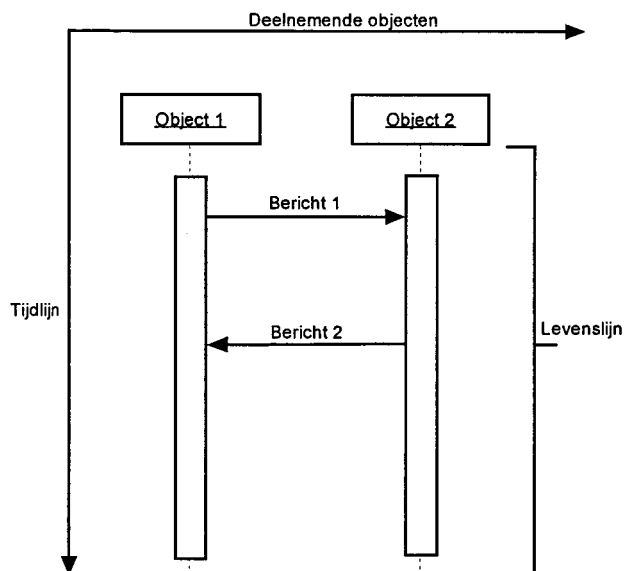 Deelnemende objecten
Object 1
Object 2
Bericht 1
Tijdlijn
Bericht 2
Levenslijn